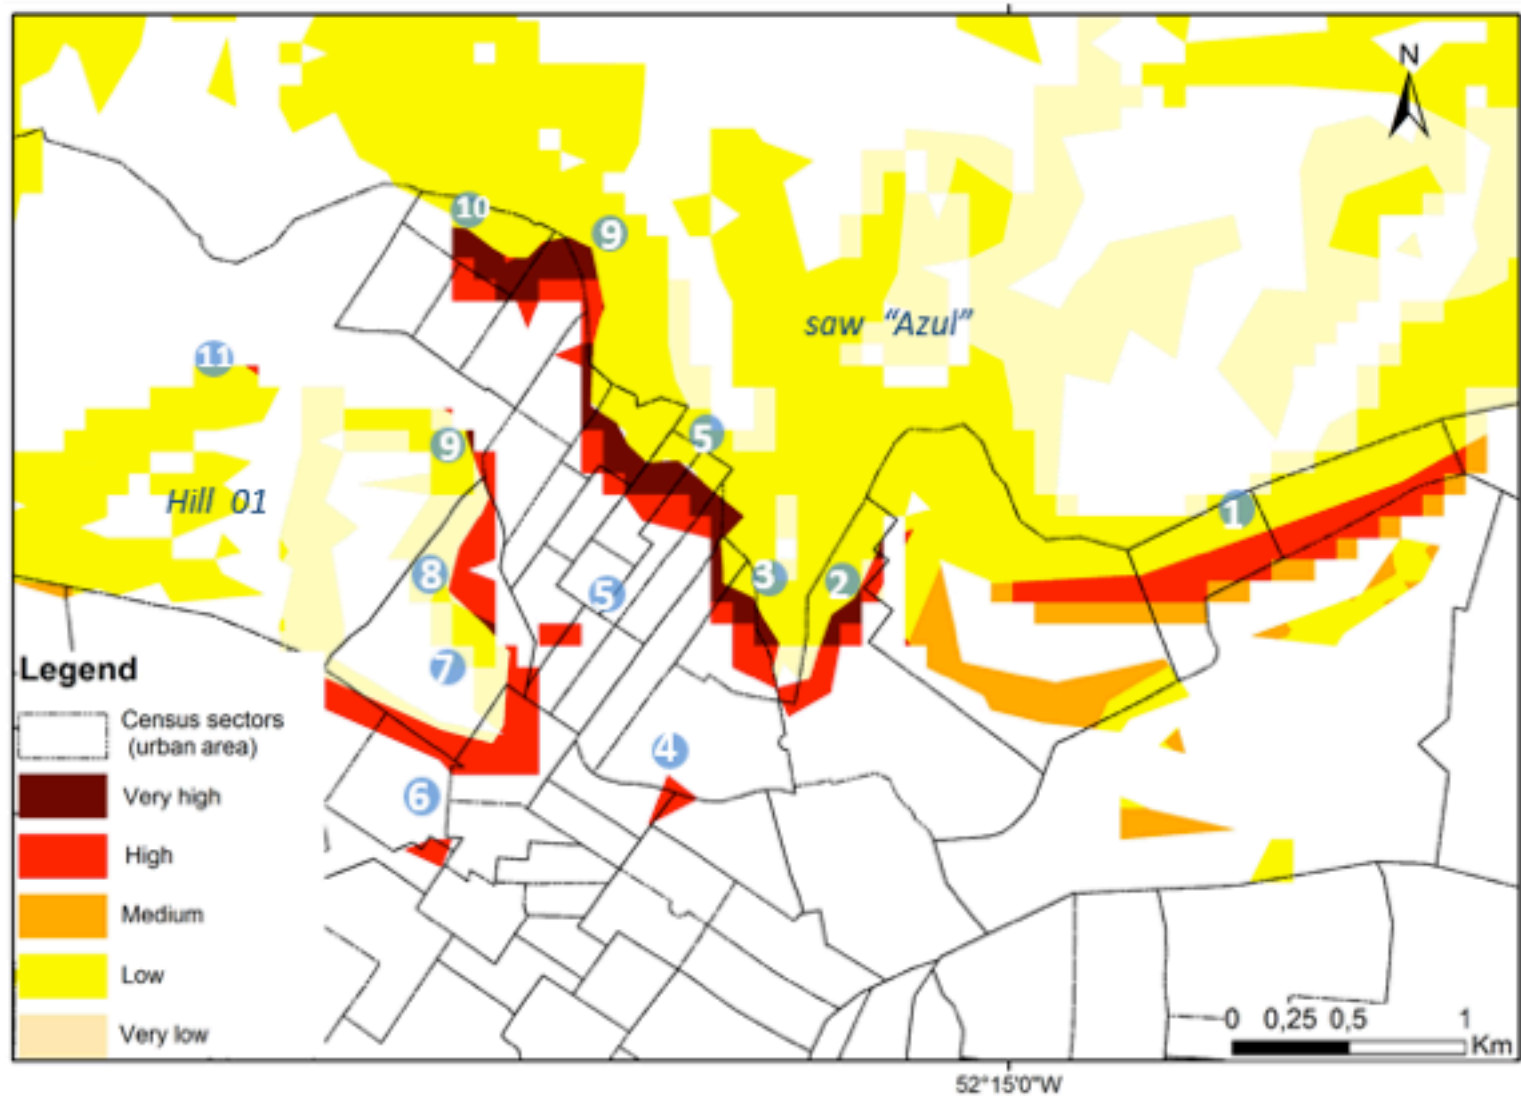 N
10
9
saw "Azul"
11
5
9
Hill 01
1
8
3
2
5
7
Legend
Census sectors
(urban area)
4
Very high
6
High
Medium
Low
Very low
0 0,25 0,5 1
Km
52°15'0"W